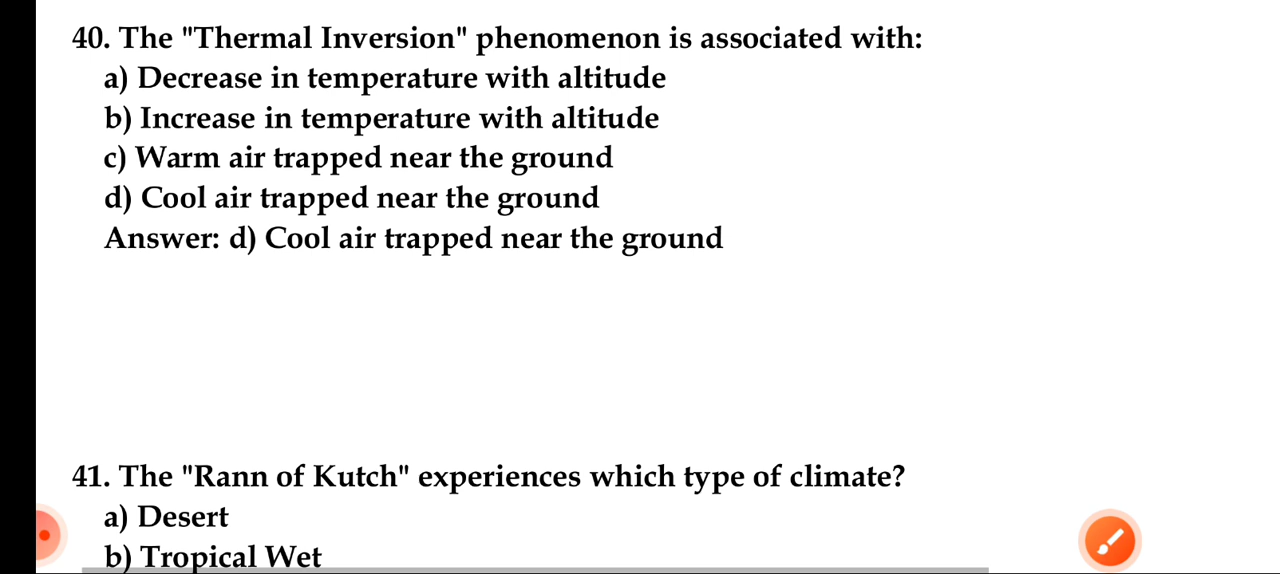 40. The "Thermal Inversion" phenomenon is associated with:
a) Decrease in temperature with altitude
b) Increase in temperature with altitude
c) Warm air trapped near the ground
d) Cool air trapped near the ground
Answer: d) Cool air trapped near the ground
41. The "Rann of Kutch" experiences which type of climate?
a) Desert
b) Tropical Wet